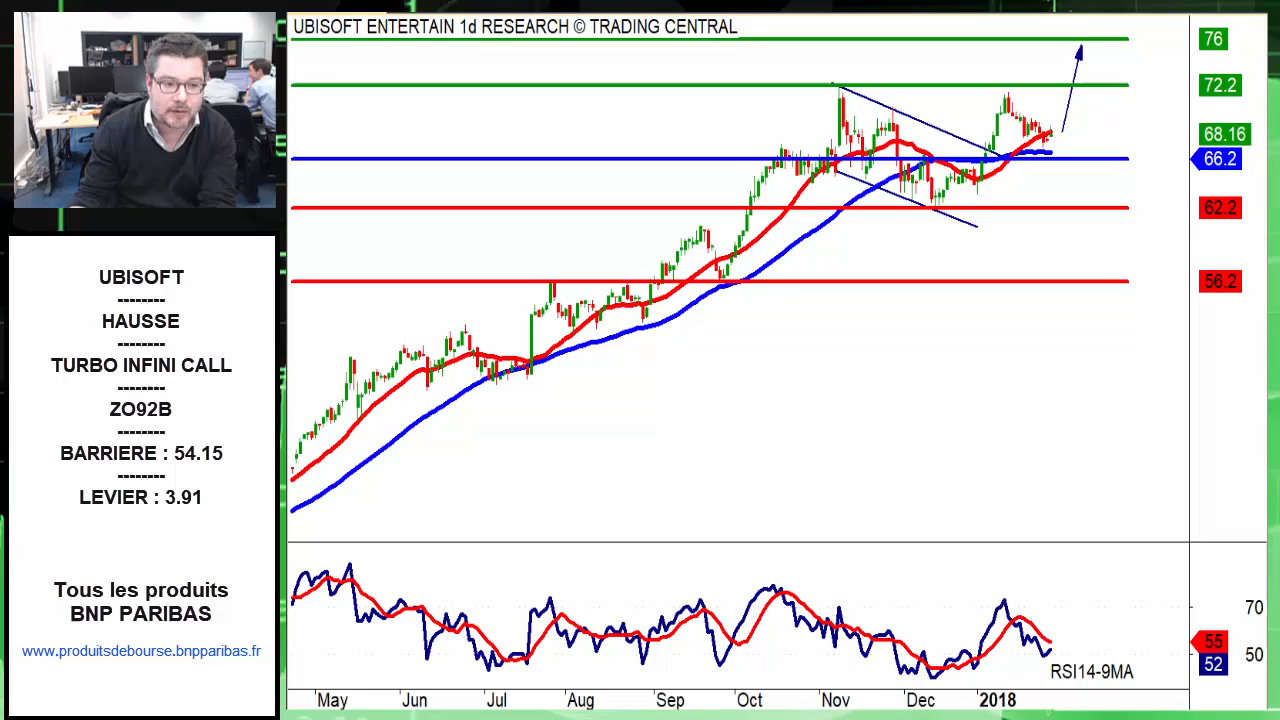 UBISOFT ENTERTAIN 1d RESEARCH © TRADING CENTRAL
76
72.2
68.16
66.2
62.2
56.2
UBISOFT
--------
HAUSSE
--------
TURBO INFINI CALL
--------
ZO92B
--------
BARRIERE : 54.15
--------
LEVIER : 3.91
Tous les produits
BNP PARIBAS
www.produitsdebourse.bnpparibas.fr
70
55
52
50
RSI14-9MA
May Jun Jul Aug Sep Oct Nov Dec 2018